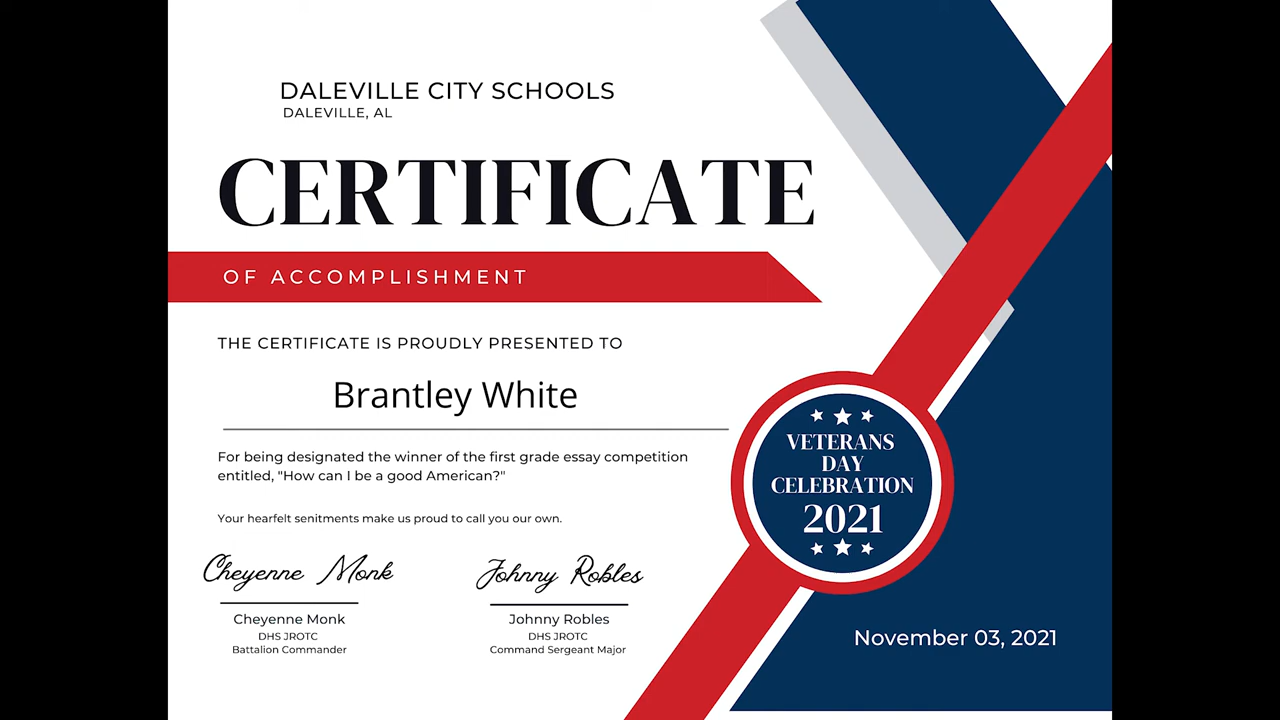 DALEVILLE CITY SCHOOLS
DALEVILLE, AL
CERTIFICATE
OF ACCOMPLISHMENT
THE CERTIFICATE IS PROUDLY PRESENTED TO
Brantley White
For being designated the winner of the first grade essay competition
entitled, "How can I be a good American?"
Your hearfelt senitments make us proud to call you our own.
Cheyenne Monk
Cheyenne Monk
DHS JROTC
Battalion Commander
Johnny Robles
Johnny Robles
DHS JROTC
Command Sergeant Major
VETERANS
DAY
CELEBRATION
2021
November 03, 2021